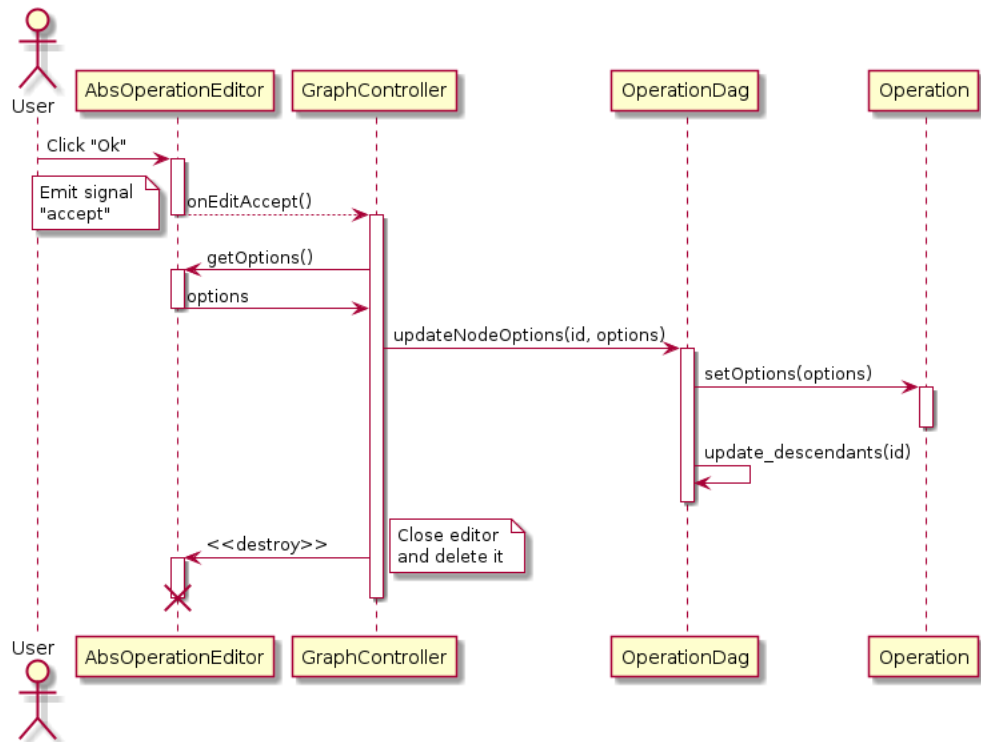 User
AbsOperationEditor
GraphController
OperationDag
Operation
Click "Ok"
Emit signal
"accept"
onEditAccept()
getOptions()
options
updateNodeOptions(id, options)
setOptions(options)
update_descendants(id)
Close editor
and delete it
<<destroy>>
User
AbsOperationEditor
GraphController
OperationDag
Operation